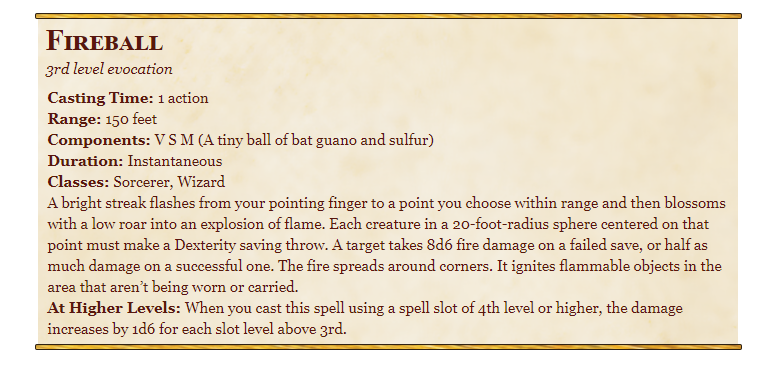 Fireball
3rd level evocation
Casting Time: 1 action
Range: 150 feet
Components: V S M (A tiny ball of bat guano and sulfur)
Duration: Instantaneous
Classes: Sorcerer, Wizard
A bright streak flashes from your pointing finger to a point you choose within range and then blossoms
with a low roar into an explosion of flame. Each creature in a 20-foot-radius sphere centered on that
point must make a Dexterity saving throw. A target takes 8d6 fire damage on a failed save, or half as
much damage on a successful one. The fire spreads around corners. It ignites flammable objects in the
area that aren't being worn or carried.
At Higher Levels: When you cast this spell using a spell slot of 4th level or higher, the damage
increases by 1d6 for each slot level above 3rd.